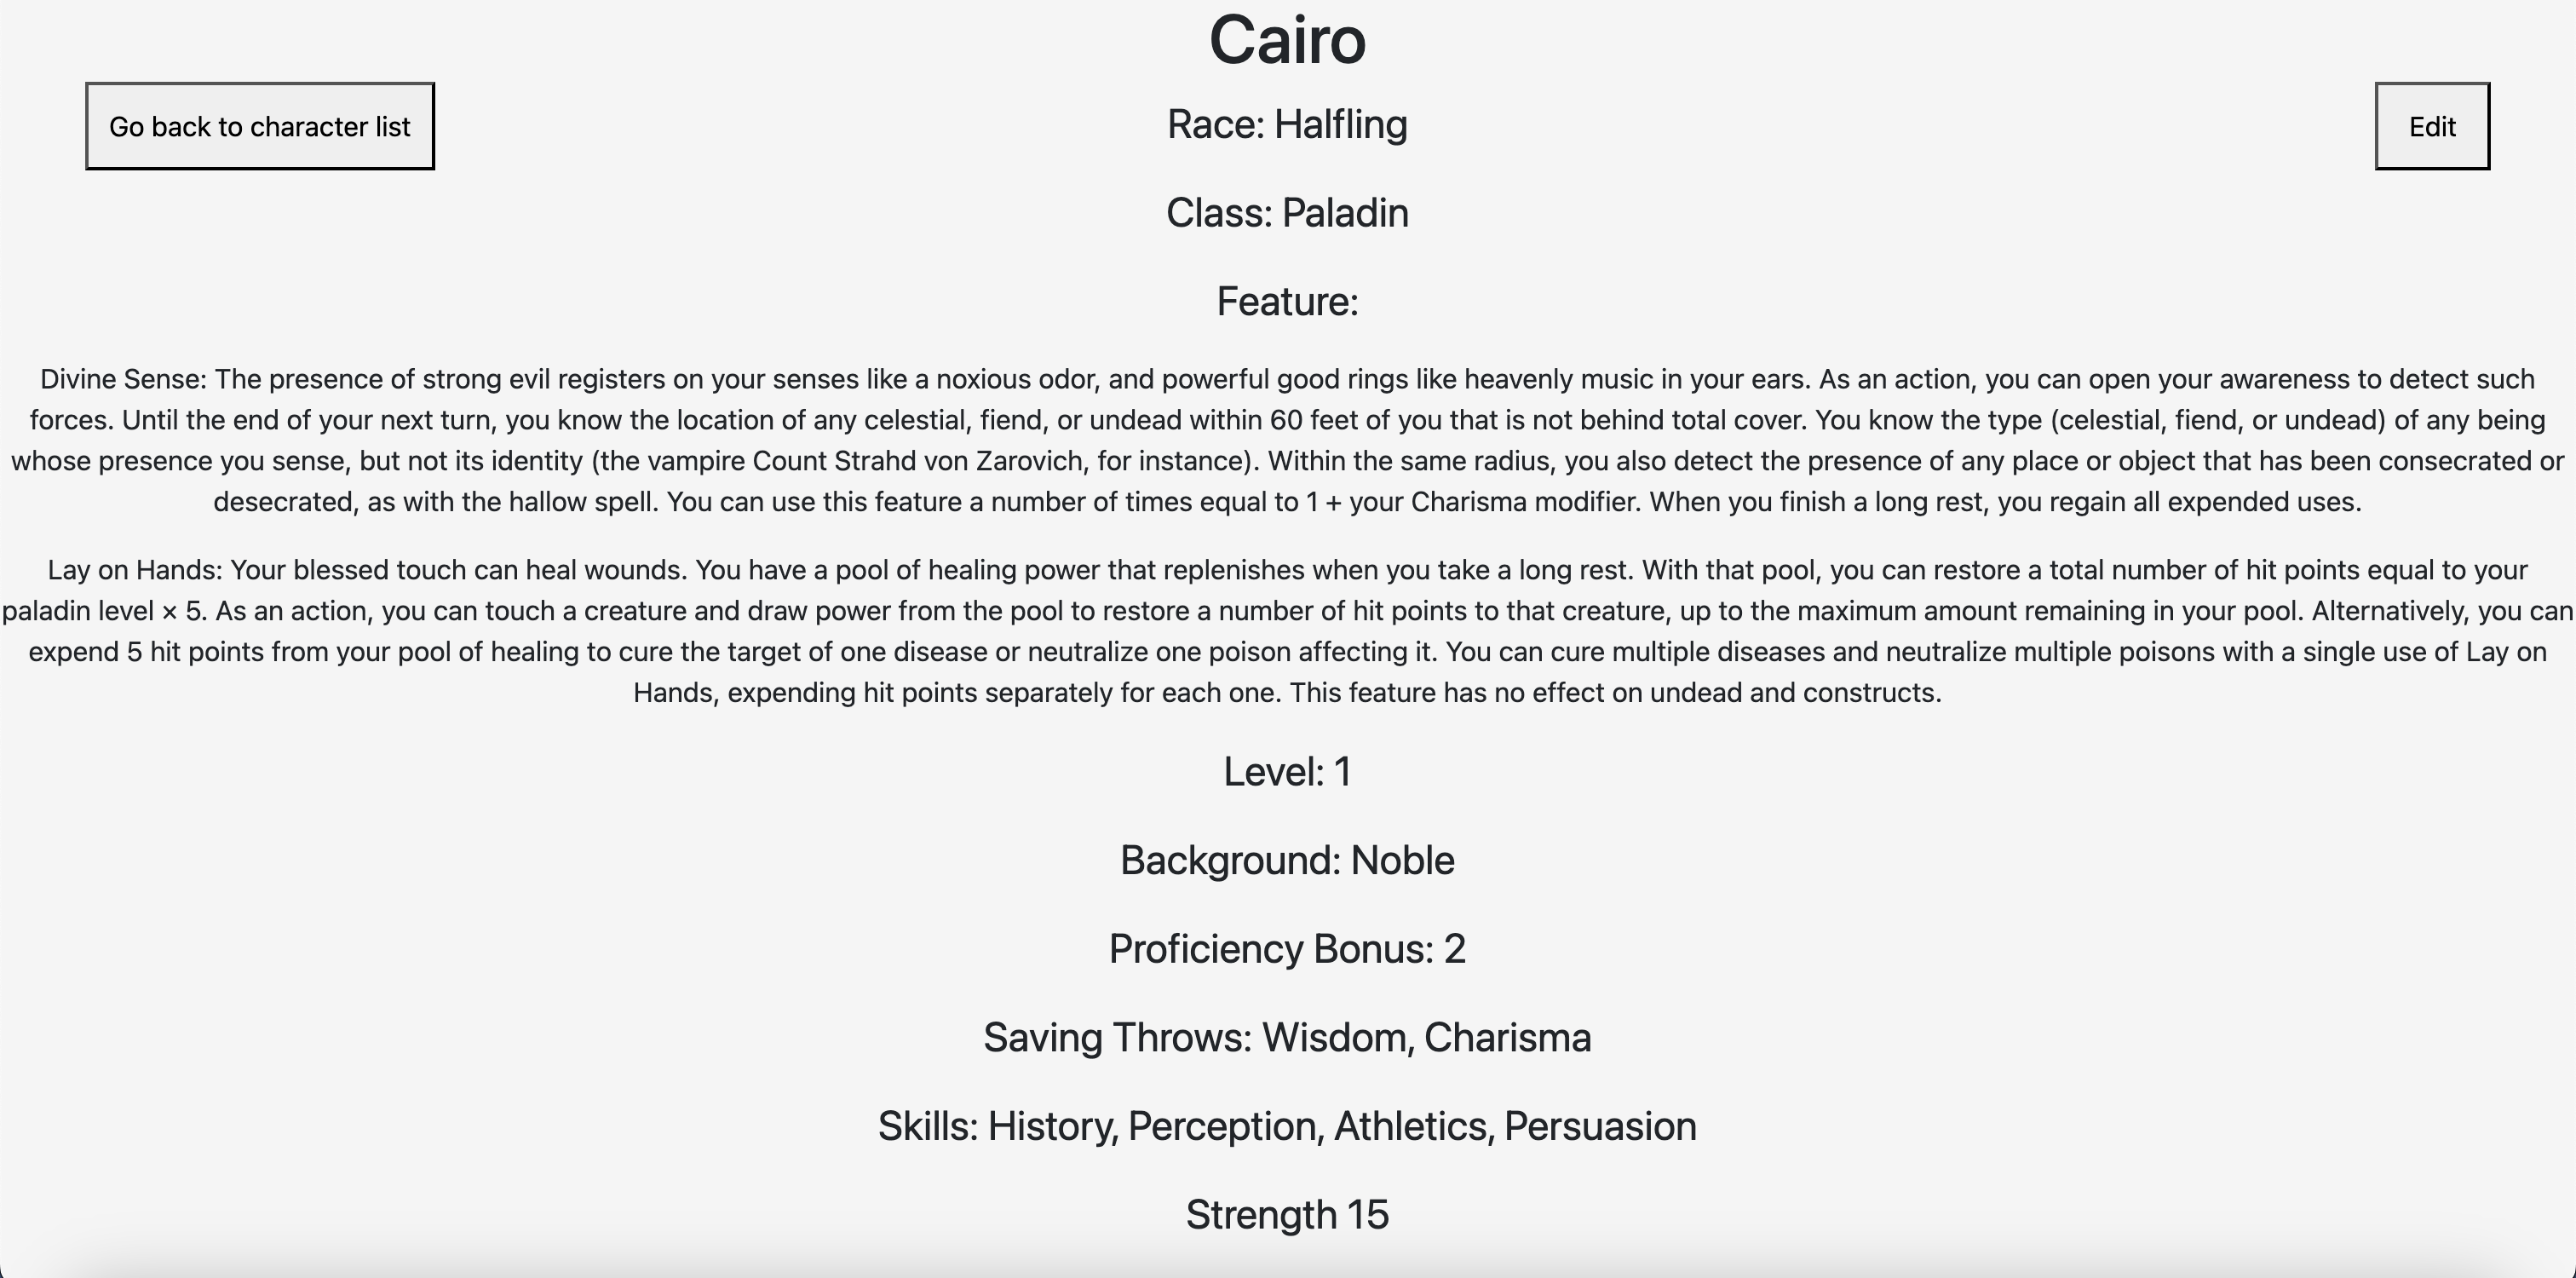 Cairo
Go back to character list
Race: Halfling
Edit
Class: Paladin
Feature:
Divine Sense: The presence of strong evil registers on your senses like a noxious odor, and powerful good rings like heavenly music in your ears. As an action, you can open your awareness to detect such
forces. Until the end of your next turn, you know the location of any celestial, fiend, or undead within 60 feet of you that is not behind total cover. You know the type (celestial, fiend, or undead) of any being
whose presence you sense, but not its identity (the vampire Count Strahd von Zarovich, for instance). Within the same radius, you also detect the presence of any place or object that has been consecrated or
desecrated, as with the hallow spell. You can use this feature a number of times equal to 1 + your Charisma modifier. When you finish a long rest, you regain all expended uses.
Lay on Hands: Your blessed touch can heal wounds. You have a pool of healing power that replenishes when you take a long rest. With that pool, you can restore a total number of hit points equal to your
paladin level × 5. As an action, you can touch a creature and draw power from the pool to restore a number of hit points to that creature, up to the maximum amount remaining in your pool. Alternatively, you can
expend 5 hit points from your pool of healing to cure the target of one disease or neutralize one poison affecting it. You can cure multiple diseases and neutralize multiple poisons with a single use of Lay on
Hands, expending hit points separately for each one. This feature has no effect on undead and constructs.
Level: 1
Background: Noble
Proficiency Bonus: 2
Saving Throws: Wisdom, Charisma
Skills: History, Perception, Athletics, Persuasion
Strength 15